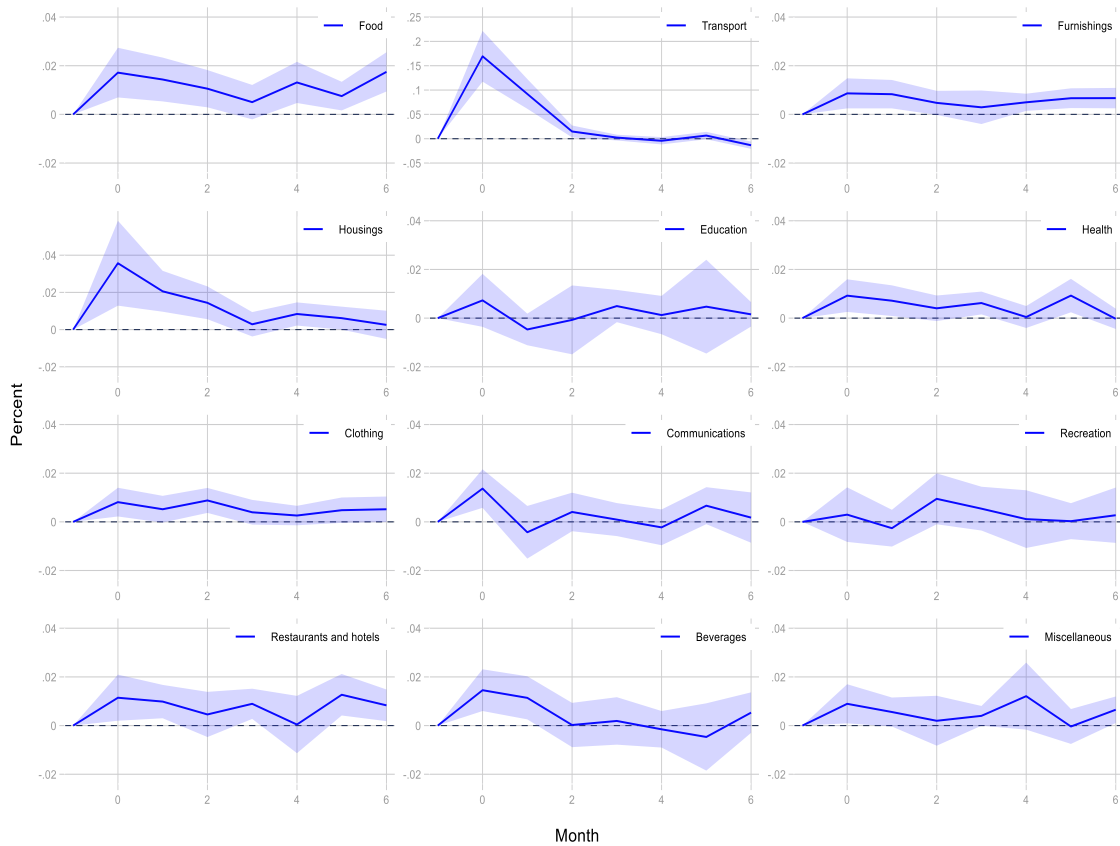 Percent
.04
.02
0
-.02
0 2 4 6
Food
.25
.2
.15
.1
.05
0
-.05
0 2 4 6
Transport
.04
.02
0
-.02
0 2 4 6
Furnishings
.04
.02
0
-.02
0 2 4 6
Housings
.04
.02
0
-.02
0 2 4 6
Education
.04
.02
0
-.02
0 2 4 6
Health
.04
.02
0
-.02
0 2 4 6
Clothing
.04
.02
0
-.02
0 2 4 6
Communications
.04
.02
0
-.02
0 2 4 6
Recreation
.04
.02
0
-.02
0 2 4 6
Restaurants and hotels
.04
.02
0
-.02
0 2 4 6
Beverages
.04
.02
0
-.02
0 2 4 6
Miscellaneous
Month